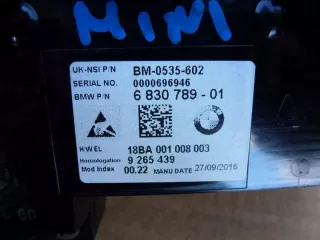 MINI
UK-NSI P/N BM-0535-602
SERIAL NO. 0000696946
BMW P/N 6 830 789 - 01
HWEL 18BA 001 008 003
Homologation 9 265 439
Mod Index 00.22 MANU DATE 27/09/2016